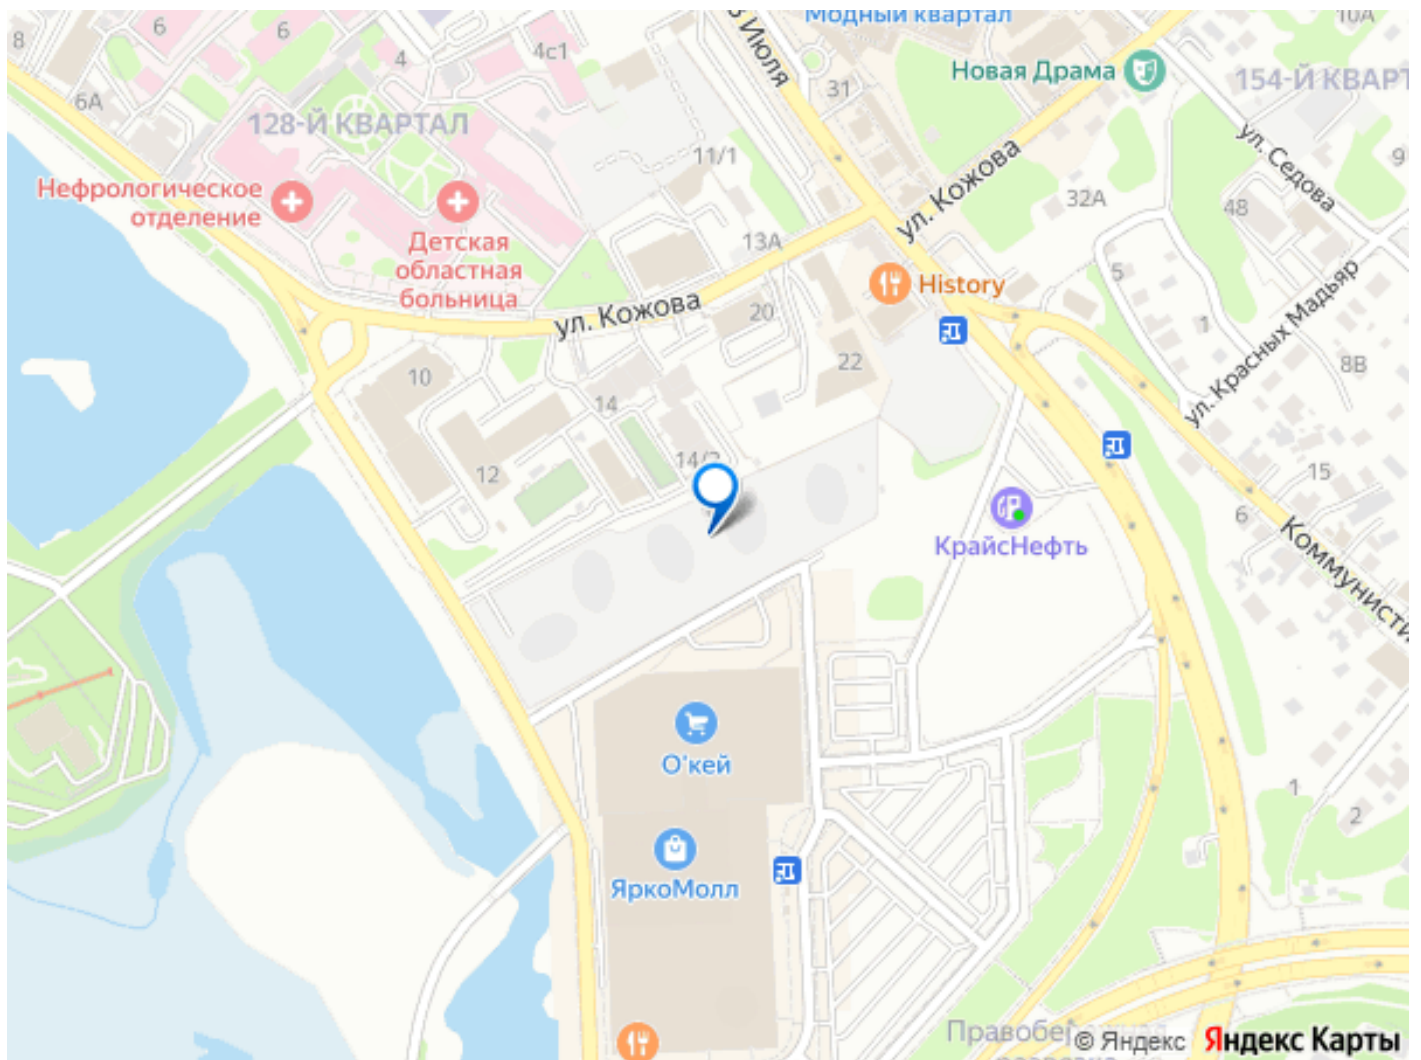 Модный квартал
8
6
6
4
4с1
3 Июля
31
10А
Новая Драма
154-Й КВАРТ
6А
128-Й КВАРТАЛ
11/1
ул. Седова
9
Нефрологическое
отделение
ул. Кожова
32А
48
Детская
областная
больница
13А
5
History
ул. Кожова
20
1
ул. Красных Мадьяр
22
8В
10
14
12
14/2
15
6
КрайсНефть
Коммунисти
О'кей
1
2
ЯркоМолл
Правобережная
© Яндекс
Яндекс Карты